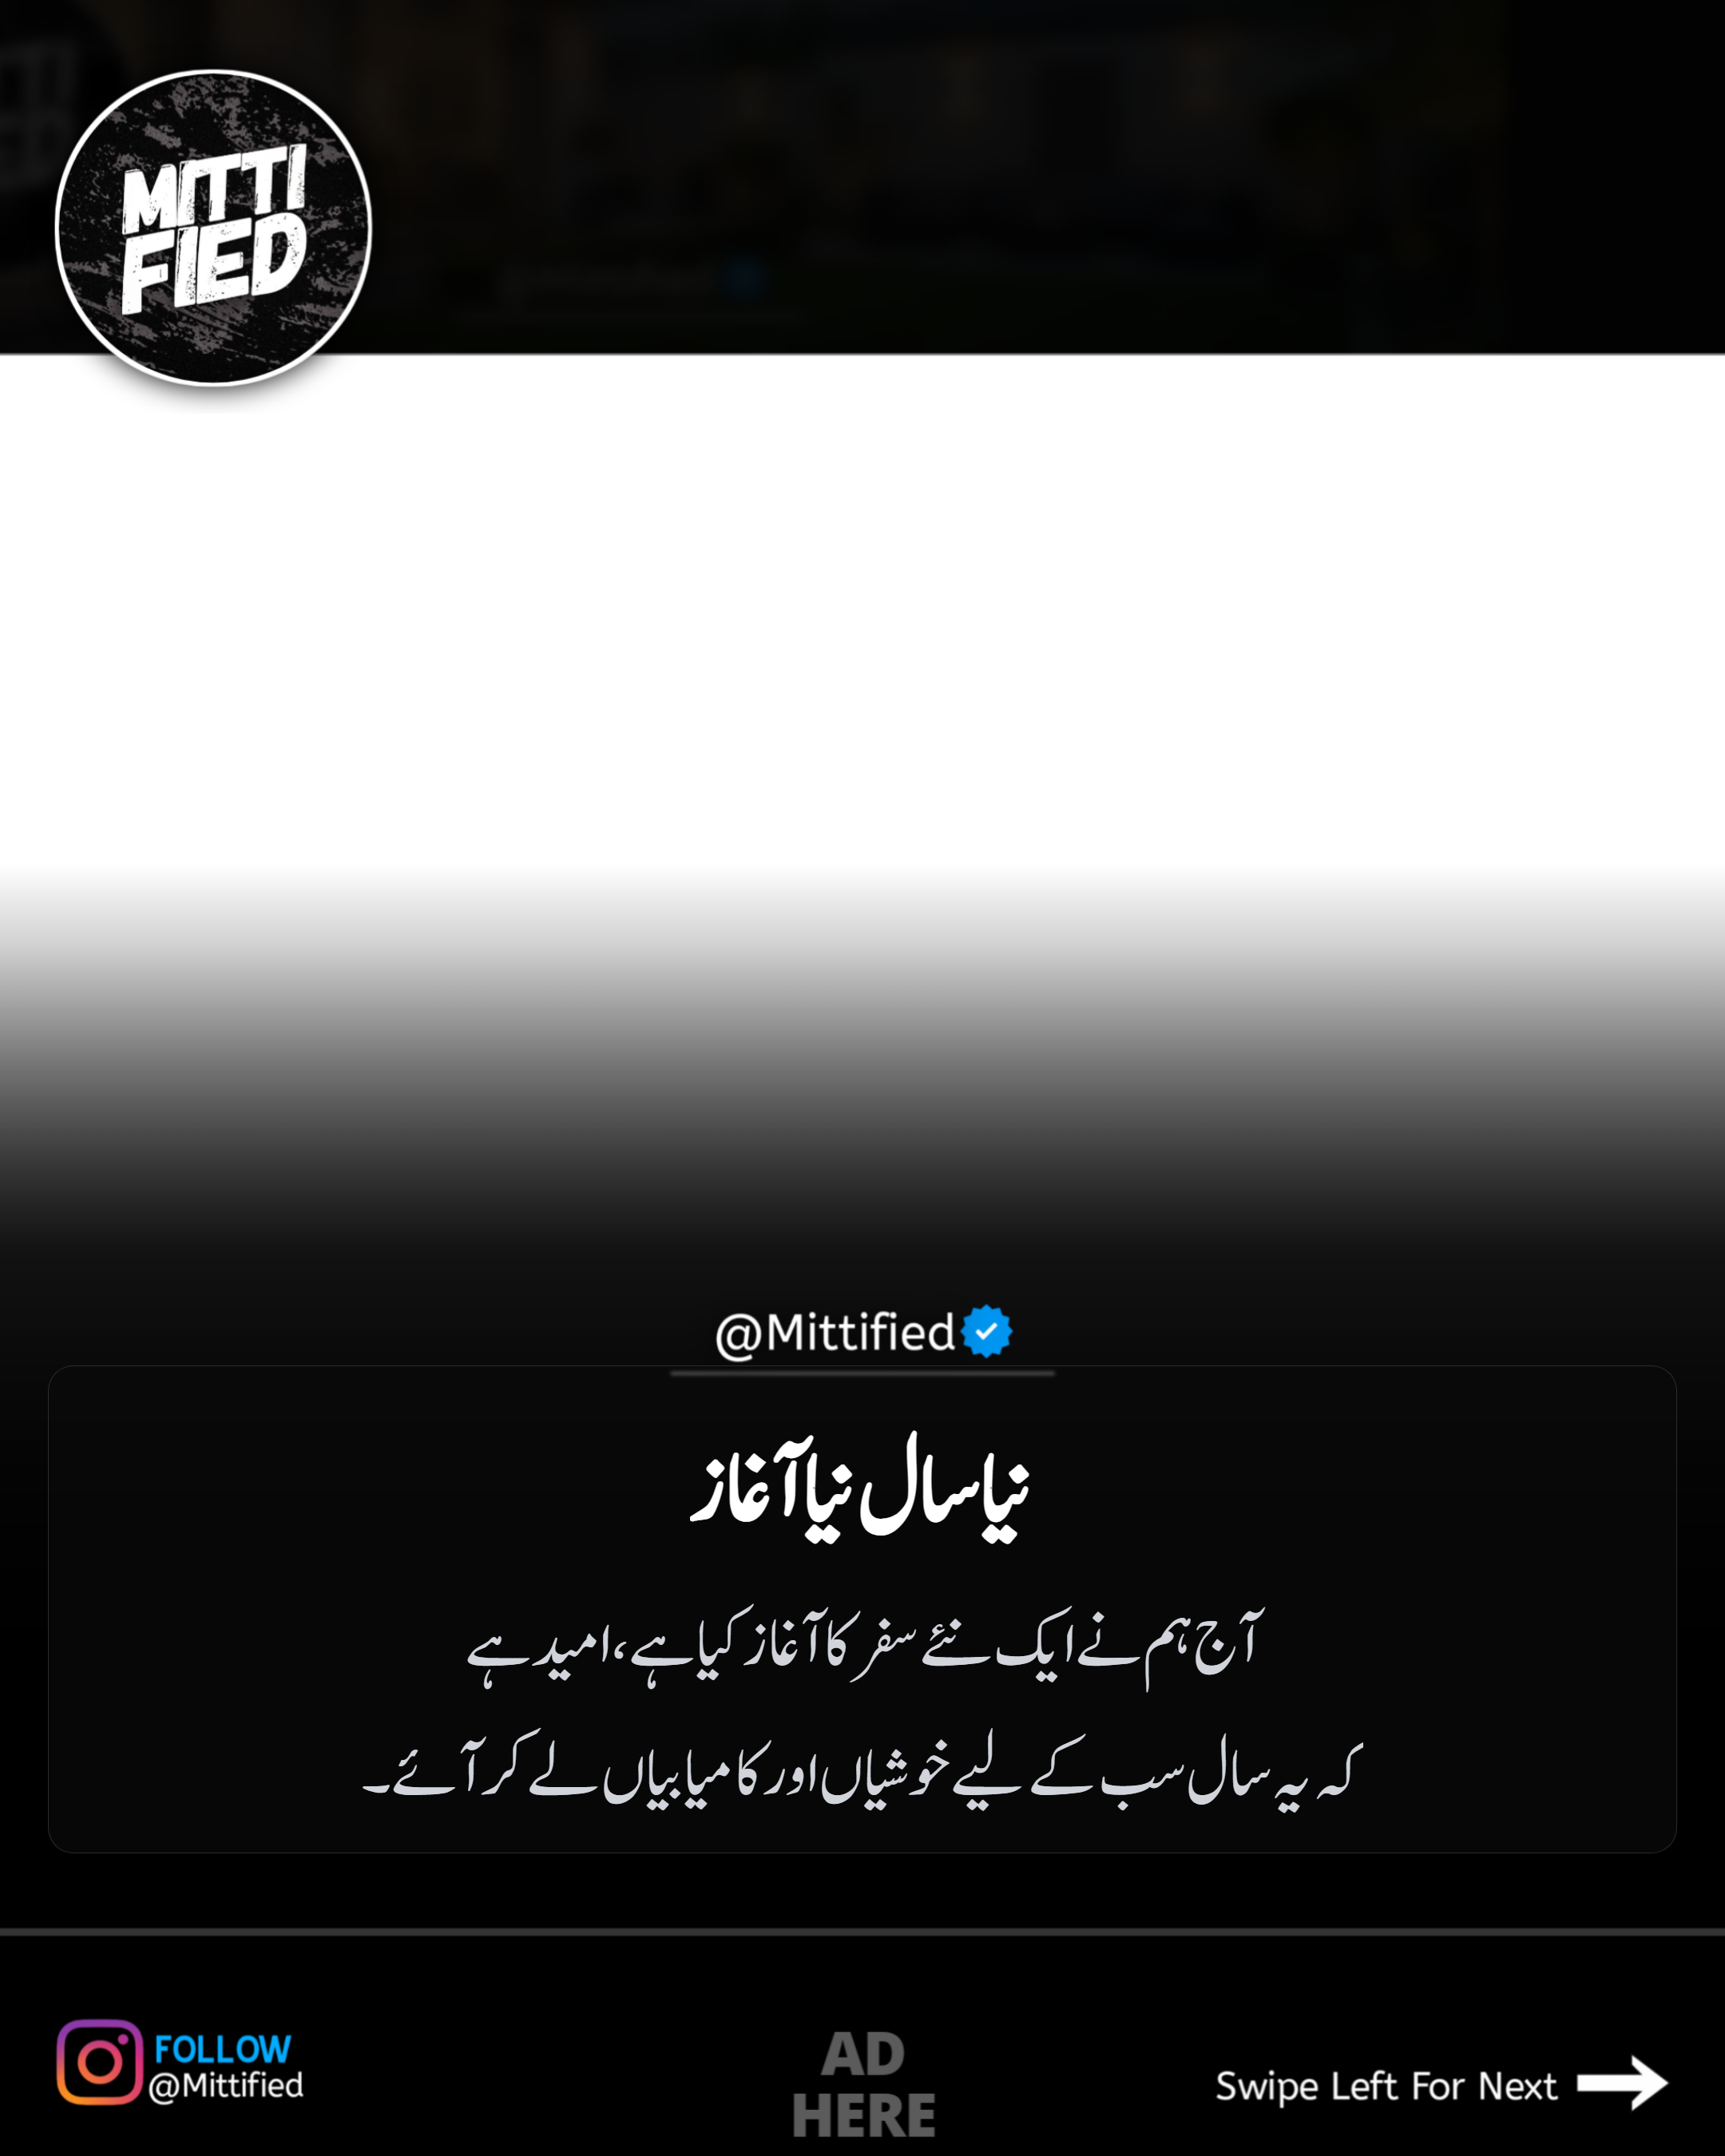 MITTI
FIED
@Mittified
نیا سال نیا آغاز
آج ہم نے ایک نئے سفر کا آغاز کیا ہے، امید ہے
کہ یہ سال سب کے لیے خوشیاں اور کامیابیاں لے کر آئے۔
FOLLOW
@Mittified
AD
HERE
Swipe Left For Next